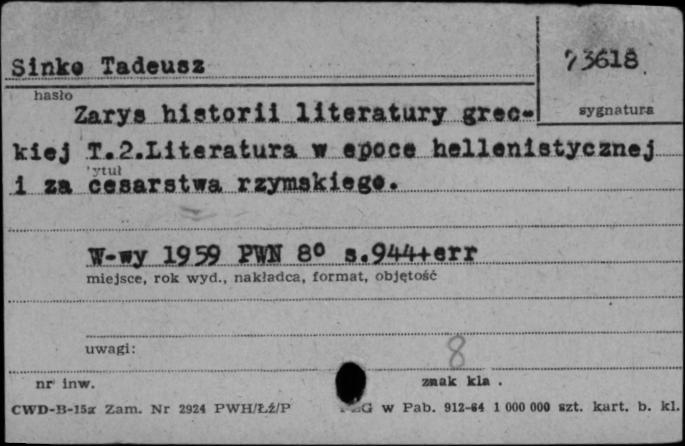 Sinko Tadeusz
73618
hasło
sygnatura
Zarys historii literatury grec-
kiej T.2.Literatura w epoce hellenistycznej
tytuł
i za cesarstwa rzymskiego.
W-wy 1959 PWN 8° s.944+err
miejsce, rok wyd., nakładca, format, objętość
uwagi:
8
nr inw.
znak kla .
CWD-B-15a Zam. Nr 2924 PWH/Łź/P
w Pab. 912-64 1 000 000 szt. kart. b. kl.